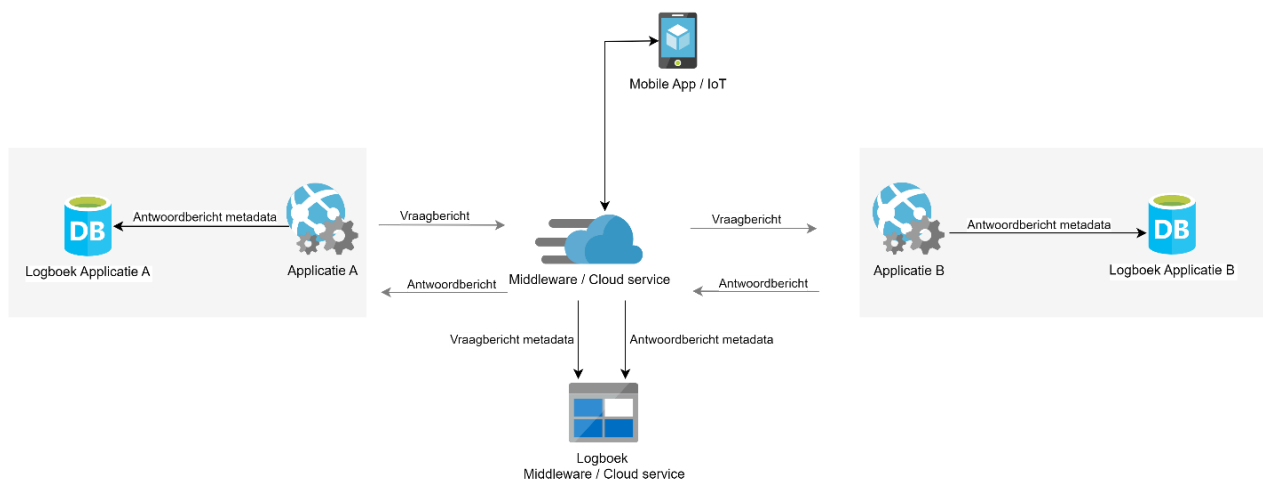 Mobile App / IoT
Antwoordbericht metadata
DB
Logboek Applicatie A
Applicatie A
Vraagbericht
Antwoordbericht
Middleware / Cloud service
Vraagbericht
Antwoordbericht
Applicatie B
Antwoordbericht metadata
DB
Logboek Applicatie B
Vraagbericht metadata
Antwoordbericht metadata
Logboek
Middleware / Cloud service